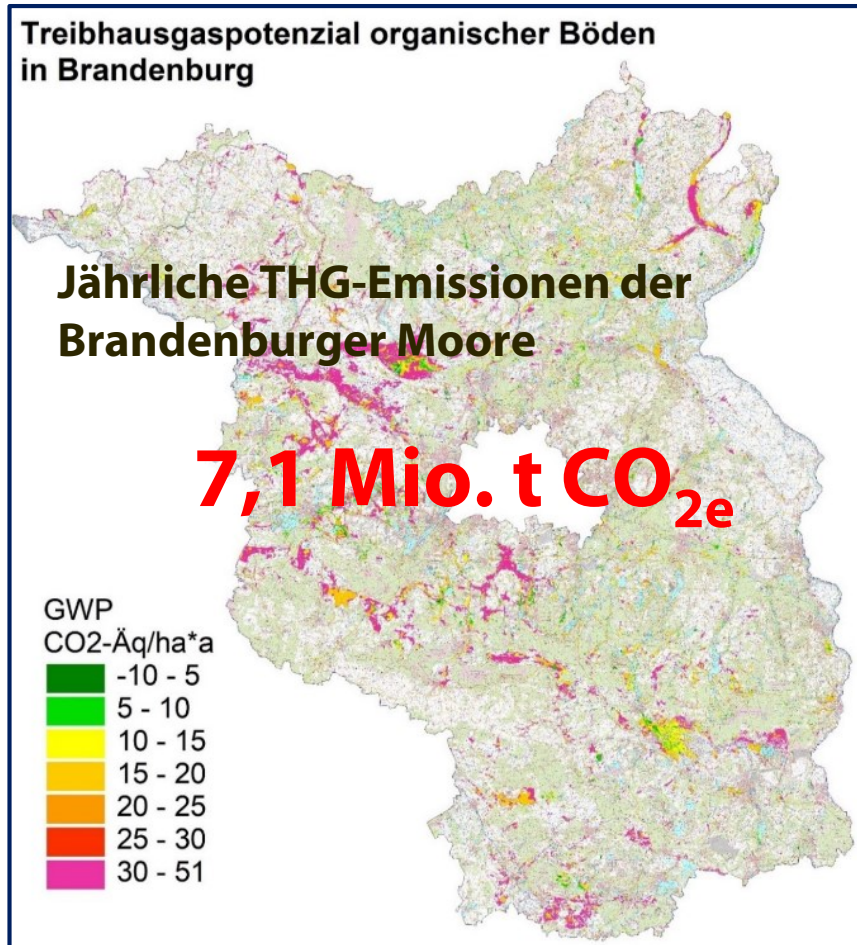 Treibhausgaspotenzial organischer Böden
in Brandenburg
Jährliche THG-Emissionen der
Brandenburger Moore
7,1 Mio. t CO₂e
GWP
CO2-Äq/ha*a
-10 - 5
5 - 10
10 - 15
15 - 20
20 - 25
25 - 30
30 - 51